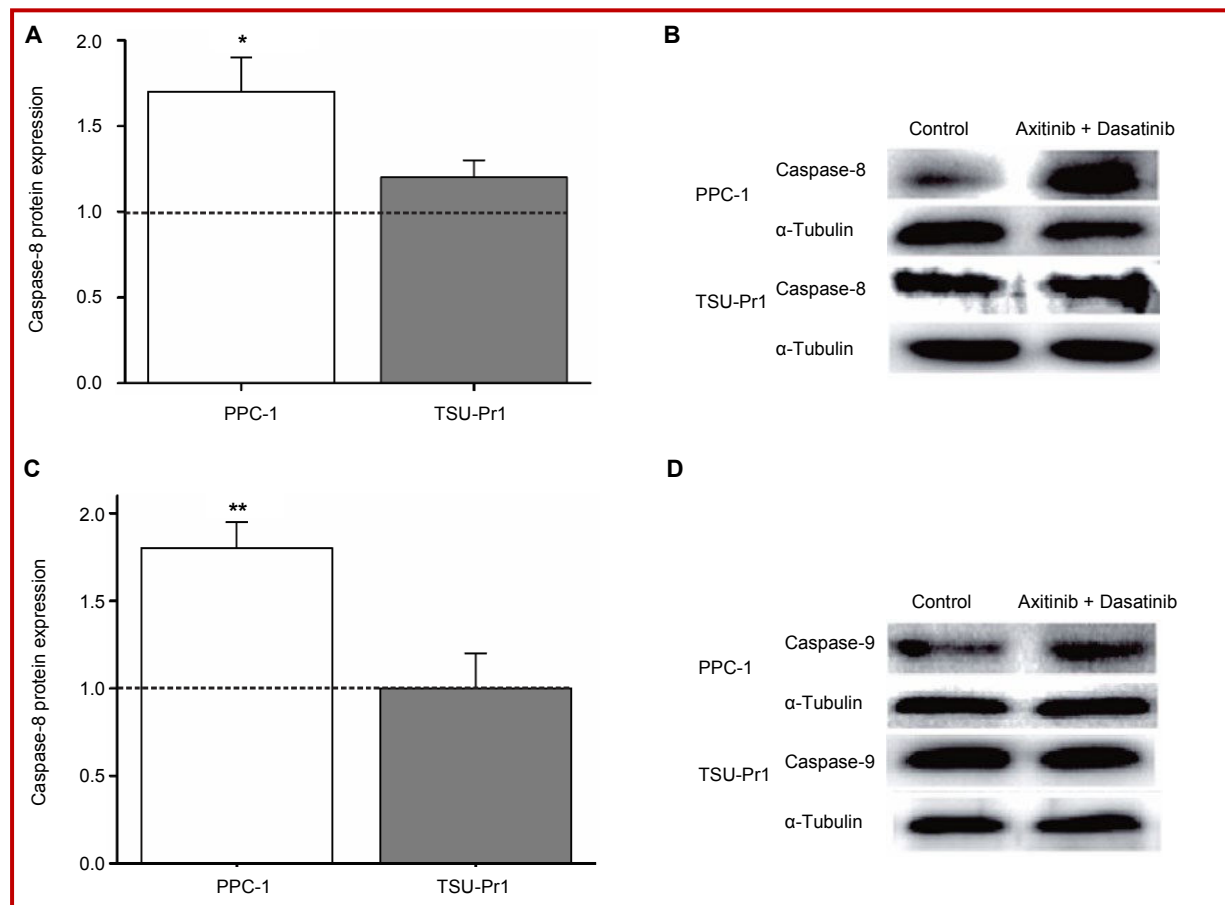 A
Caspase-8 protein expression
2.0
1.5
1.0
0.5
0.0
*
PPC-1 TSU-Pr1
B
Control Axitinib + Dasatinib
PPC-1
Caspase-8
α-Tubulin
TSU-Pr1
Caspase-8
α-Tubulin
C
Caspase-8 protein expression
2.0
1.5
1.0
0.5
0.0
**
PPC-1 TSU-Pr1
D
Control Axitinib + Dasatinib
PPC-1
Caspase-9
α-Tubulin
TSU-Pr1
Caspase-9
α-Tubulin